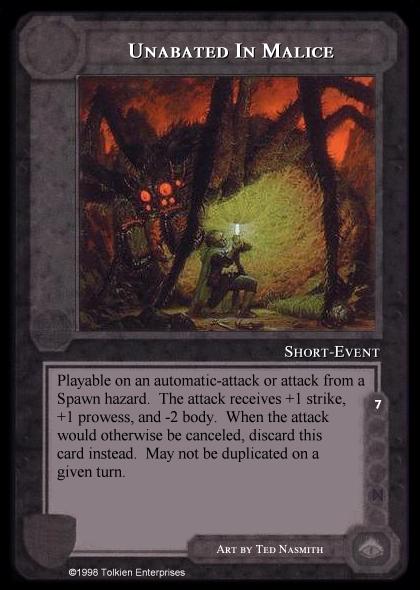 Unabated In Malice
Short-Event
Playable on an automatic-attack or attack from a
Spawn hazard. The attack receives +1 strike,
+1 prowess, and -2 body. When the attack
would otherwise be canceled, discard this
card instead. May not be duplicated on a
given turn.
7
N
Art by Ted Nasmith
©1998 Tolkien Enterprises